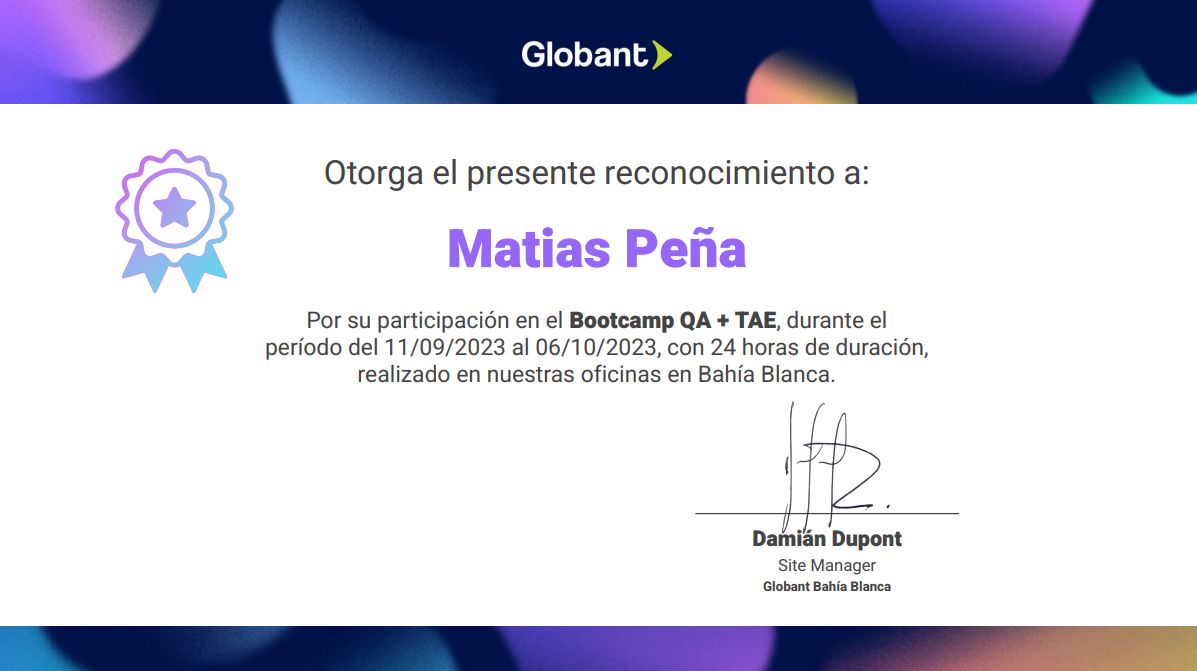 Globant
Otorga el presente reconocimiento a:
Matias Peña
Por su participación en el Bootcamp QA + TAE, durante el
período del 11/09/2023 al 06/10/2023, con 24 horas de duración,
realizado en nuestras oficinas en Bahía Blanca.
Damián Dupont
Site Manager
Globant Bahía Blanca